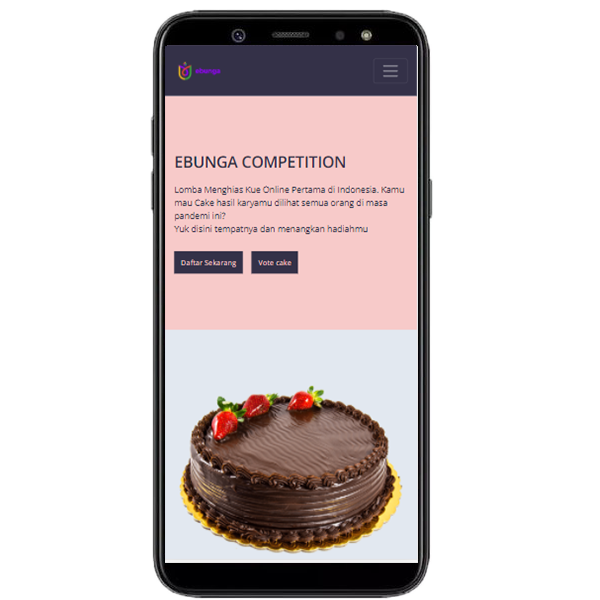 ebunga
EBUNGA COMPETITION
Lomba Menghias Kue Online Pertama di Indonesia. Kamu
mau Cake hasil karyamu dilihat semua orang di masa
pandemi ini?
Yuk disini tempatnya dan menangkan hadiahmu
Daftar Sekarang
Vote cake